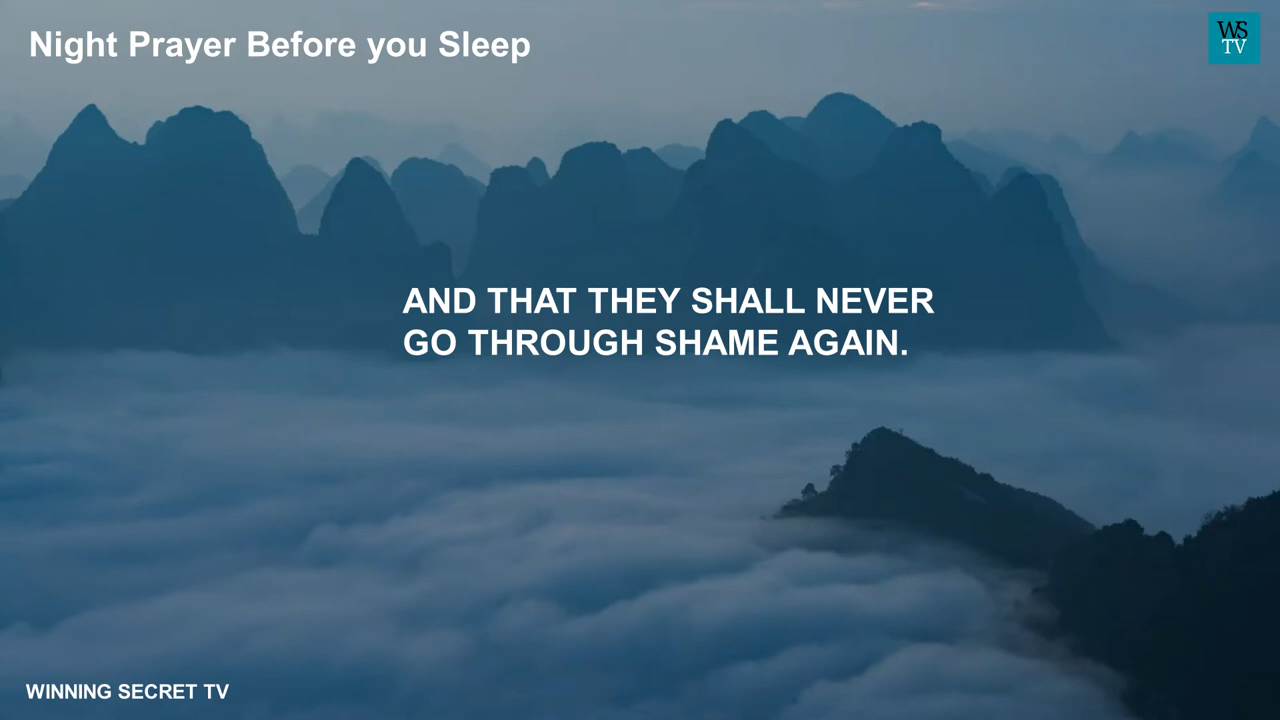 Night Prayer Before you Sleep
WS
TV
AND THAT THEY SHALL NEVER
GO THROUGH SHAME AGAIN.
WINNING SECRET TV